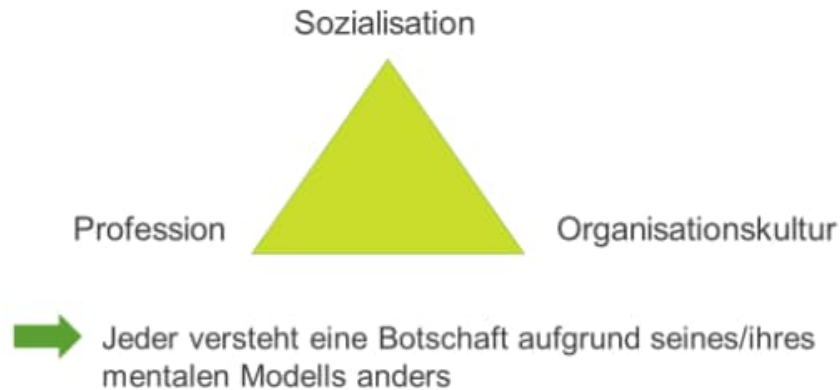 Sozialisation
Profession
Organisationskultur
Jeder versteht eine Botschaft aufgrund seines/ihres
mentalen Modells anders